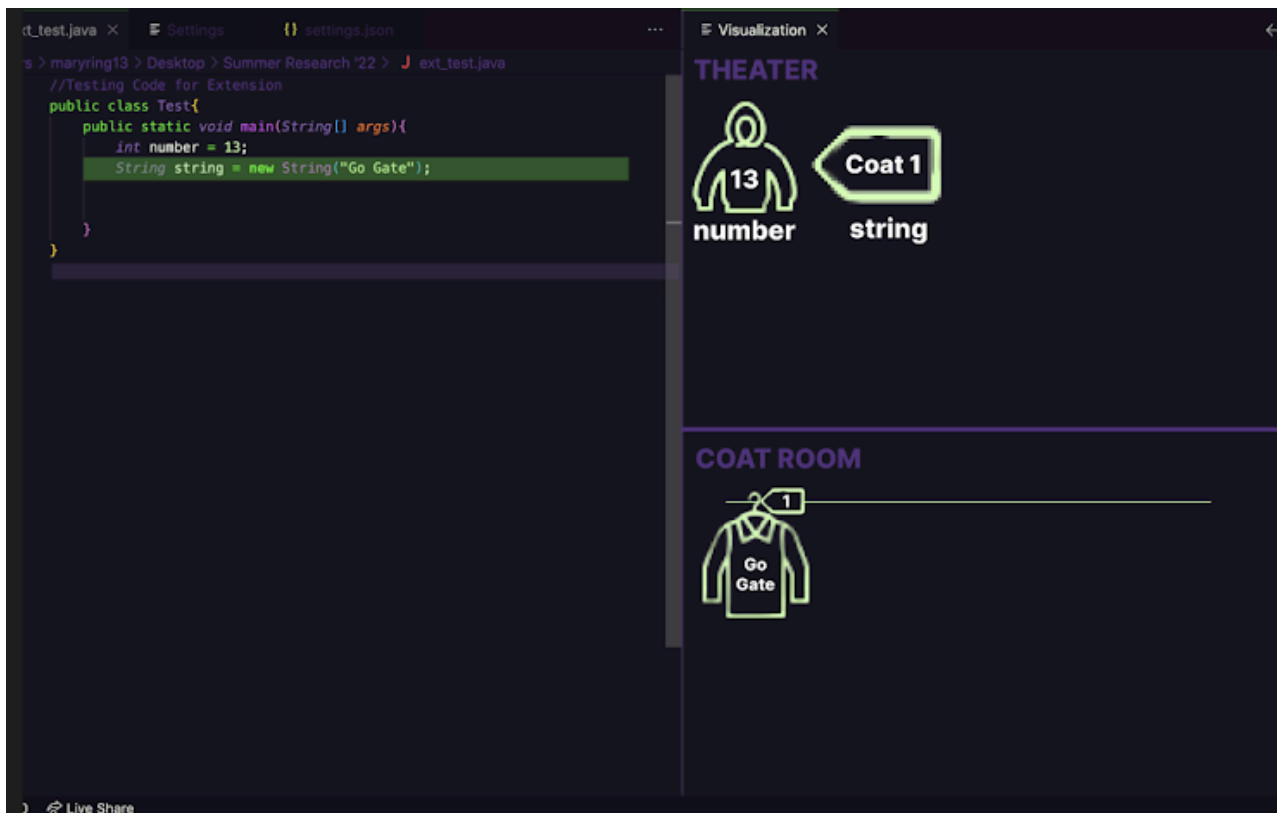 xt_test.java
Settings
{} settings.json
...
rs > maryring13 > Desktop > Summer Research '22 > J ext_test.java
//Testing Code for Extension
public class Test{
public static void main(String[] args){
int number = 13;
String string = new String("Go Gate");
}
}
Live Share
Visualization
THEATER
13
Coat 1
number
string
COAT ROOM
1
Go
Gate